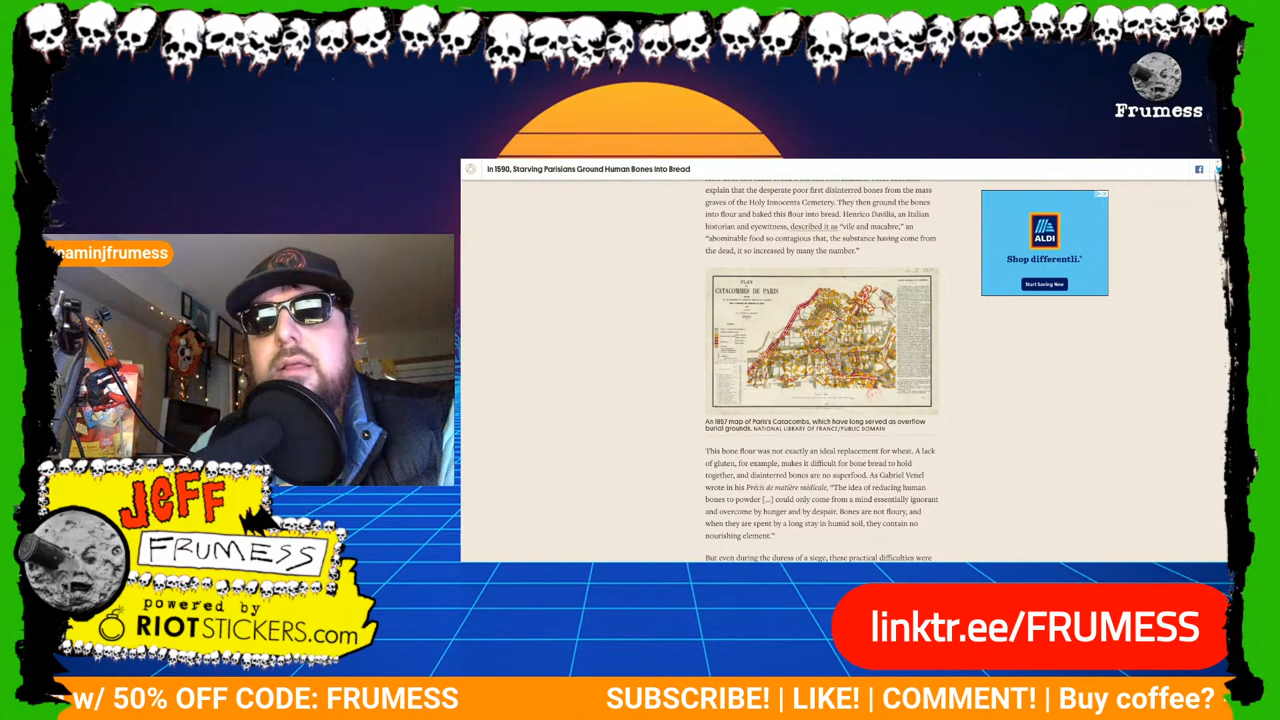 Frumess
In 1590, Starving Parisians Ground Human Bones Into Bread
explain that the desperate poor first disinterred bones from the mass
graves of the Holy Innocents Cemetery. They then ground the bones
into flour and baked this flour into bread. Henrico Davilia, an Italian
historian and eyewitness, described it as “vile and macabre,” an
“abominable food so contagious that, the substance having come from
the dead, it so increased by many the number.”
ALDI
Shop differentli.®
Start Saving Now
PLAN
CATACOMBES DE PARIS
An 1857 map of Paris's Catacombs, which have long served as overflow
burial grounds. NATIONAL LIBRARY OF FRANCE/PUBLIC DOMAIN
This bone flour was not exactly an ideal replacement for wheat. A lack
of gluten, for example, makes it difficult for bone bread to hold
together, and disinterred bones are no superfood. As Gabriel Venel
wrote in his Précis de matière médicale, “The idea of reducing human
bones to powder [...] could only come from a mind essentially ignorant
and overcome by hunger and by despair. Bones are not floury, and
when they are spent by a long stay in humid soil, they contain no
nourishing element.”
But even during the duress of a siege, these practical difficulties were
naminjfrumess
JEFF
FRUMESS
powered by
RIOTSTICKERS.com
linktr.ee/FRUMESS
w/ 50% OFF CODE: FRUMESS
SUBSCRIBE! | LIKE! | COMMENT! | Buy coffee?